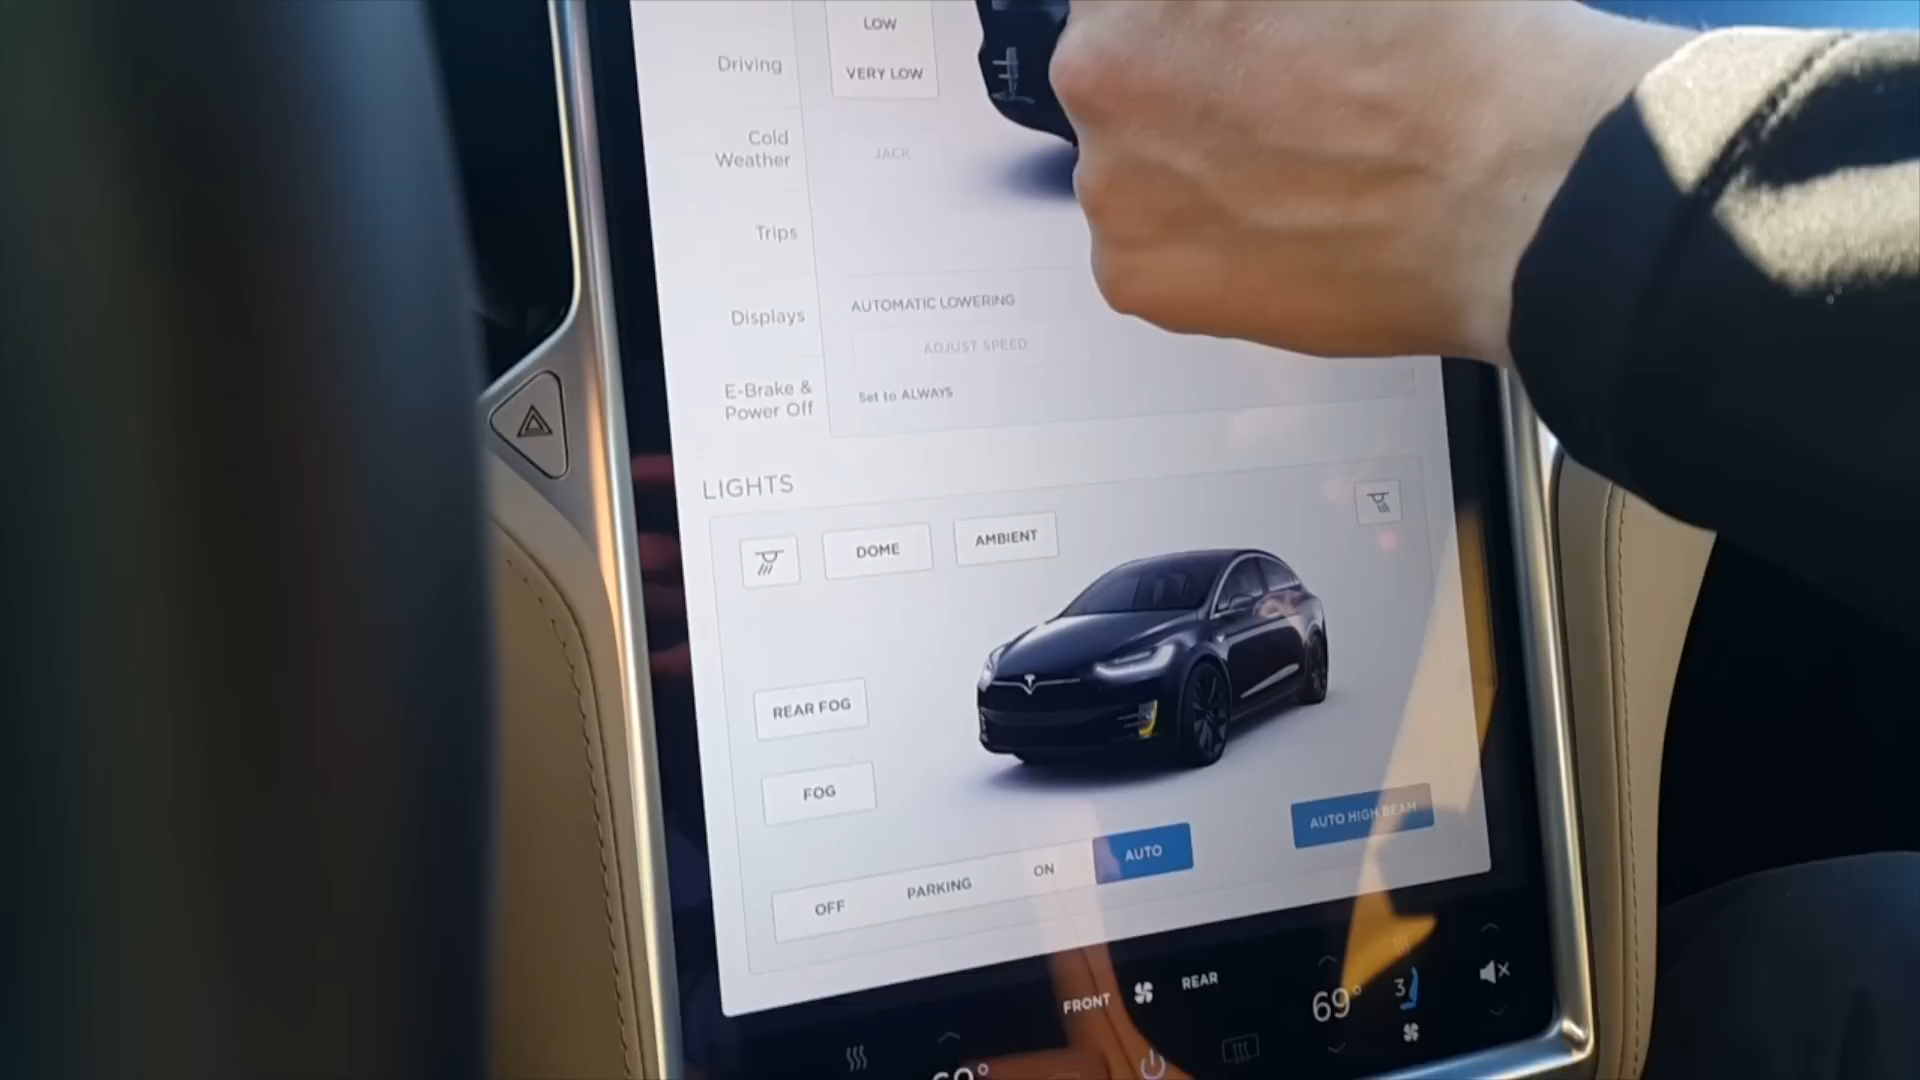 LOW
VERY LOW
Driving
Cold
Weather
JACK
Trips
AUTOMATIC LOWERING
Displays
ADJUST SPEED
E-Brake &
Power Off
Set to ALWAYS
LIGHTS
DOME
AMBIENT
REAR FOG
FOG
OFF PARKING ON AUTO
AUTO HIGH BEAM
FRONT REAR
69°
3